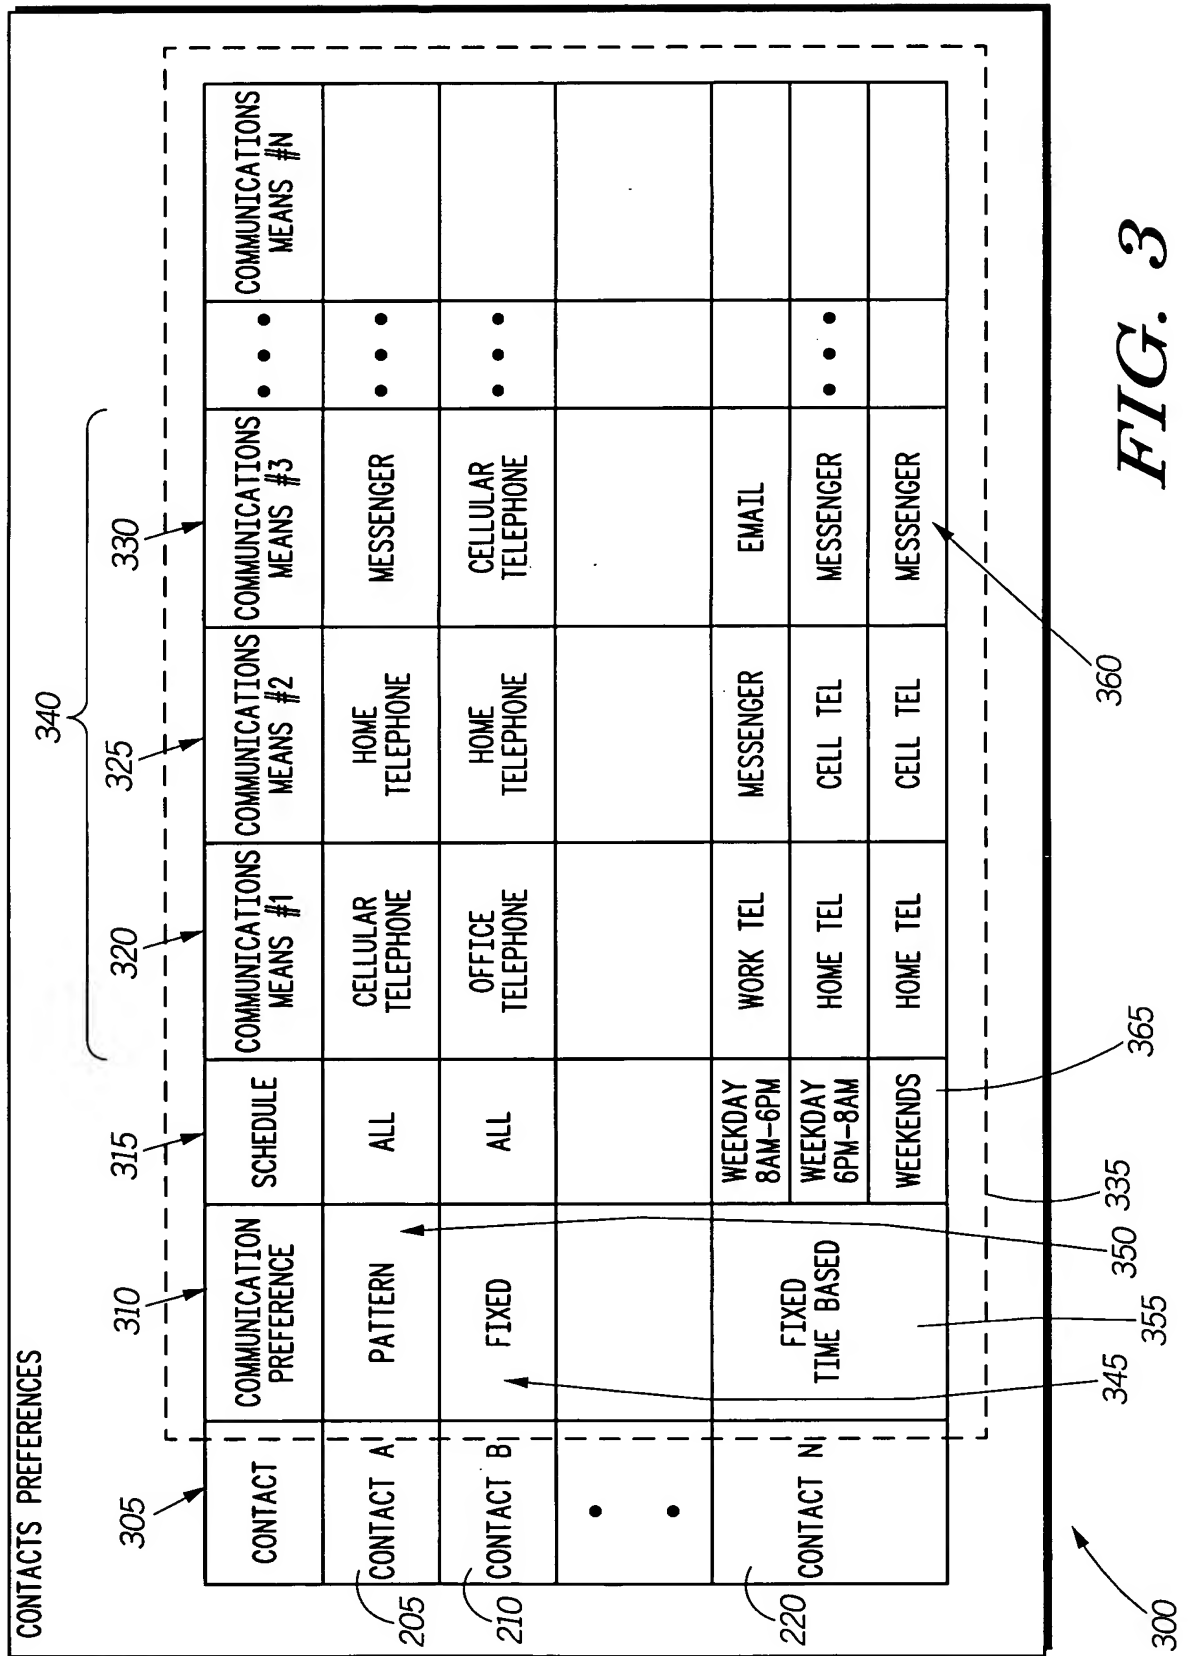 CONTACTS PREFERENCES
340
305
310
315
320
325
330
CONTACT
COMMUNICATION
PREFERENCE
SCHEDULE
COMMUNICATIONS
MEANS #1
COMMUNICATIONS
MEANS #2
COMMUNICATIONS
MEANS #3
• • •
COMMUNICATIONS
MEANS #N
CONTACT A
PATTERN
ALL
CELLULAR
TELEPHONE
HOME
TELEPHONE
MESSENGER
• • •
205
CONTACT B
FIXED
ALL
OFFICE
TELEPHONE
HOME
TELEPHONE
CELLULAR
TELEPHONE
• • •
210
• •
CONTACT N
FIXED
TIME BASED
WEEKDAY
8AM-6PM
WORK TEL
MESSENGER
EMAIL
WEEKDAY
6PM-8AM
HOME TEL
CELL TEL
MESSENGER
• • •
WEEKENDS
HOME TEL
CELL TEL
MESSENGER
220
345
350
355
335
365
360
300
FIG. 3